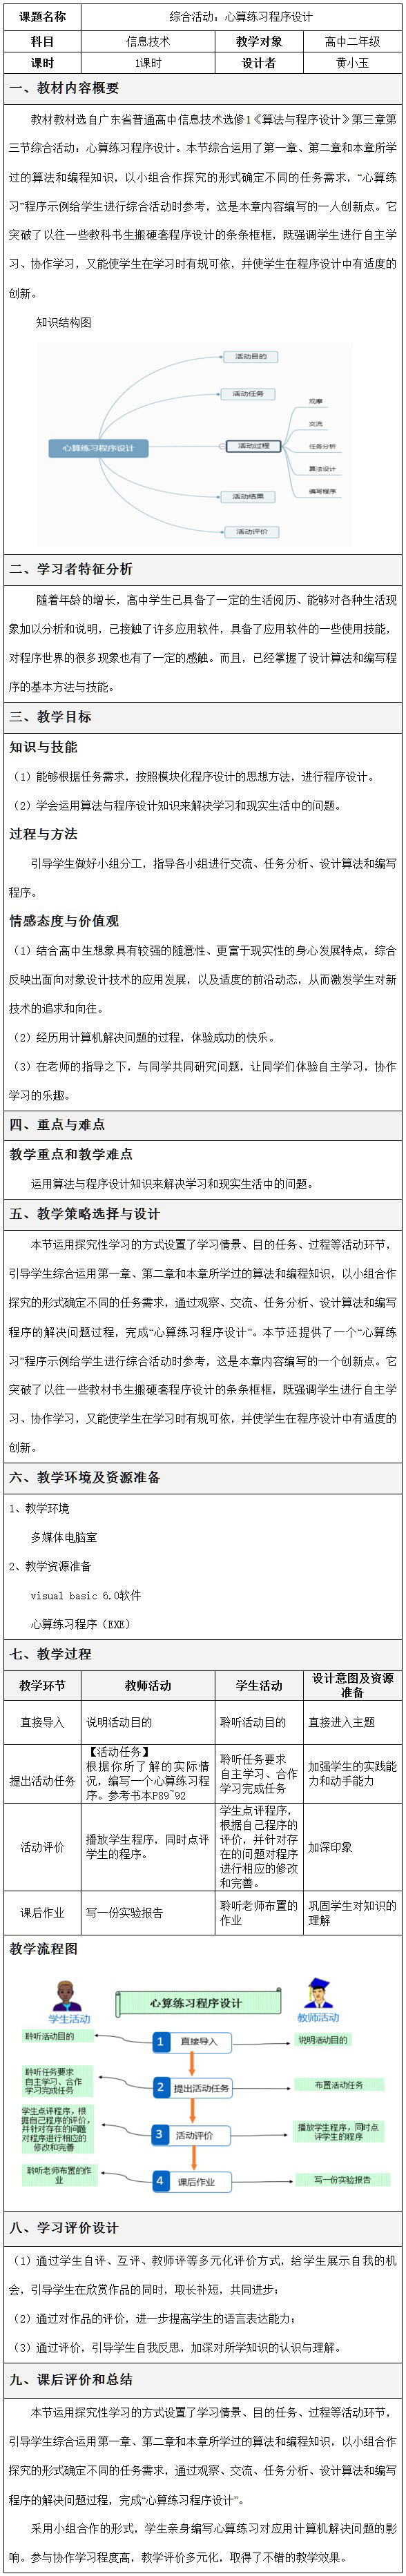 课题名称 综合活动：心算练习程序设计
科目 信息技术 教学对象 高中二年级
课时 1课时 设计者 黄小玉
一、教材内容概要
教材教材选自广东省普通高中信息技术选修1《算法与程序设计》第三章第
三节综合活动：心算练习程序设计。本节综合运用了第一章、第二章和本章所学
过的算法和编程知识，以小组合作探究的形式确定不同的任务需求，“心算练
习”程序示例给学生进行综合活动时参考，这是本章内容编写的一人创新点。它
突破了以往一些教科书生搬硬套程序设计的条条框框，既强调学生进行自主学
习、协作学习，又能使学生在学习时有规可依，并使学生在程序设计中有适度的
创新。
知识结构图
心算练习程序设计
活动目的
活动任务
活动过程
活动结果
活动评价
观摩
交流
任务分析
算法设计
编写程序
二、学习者特征分析
随着年龄的增长，高中学生已具备了一定的生活阅历、能够对各种生活现
象加以分析和说明，已接触了许多应用软件，具备了应用软件的一些使用技能，
对程序世界的很多现象也有了一定的感触。而且，已经掌握了设计算法和编写程
序的基本方法与技能。
三、教学目标
知识与技能
（1）能够根据任务需求，按照模块化程序设计的思想方法，进行程序设计。
（2）学会运用算法与程序设计知识来解决学习和现实生活中的问题。
过程与方法
引导学生做好小组分工，指导各小组进行交流、任务分析、设计算法和编写
程序。
情感态度与价值观
（1）结合高中生想象具有较强的随意性、更富于现实性的身心发展特点，综合
反映出面向对象设计技术的应用发展，以及适度的前沿动态，从而激发学生对新
技术的追求和向往。
（2）经历用计算机解决问题的过程，体验成功的快乐。
（3）在老师的指导之下，与同学共同研究问题，让同学们体验自主学习，协作
学习的乐趣。
四、重点与难点
教学重点和教学难点
运用算法与程序设计知识来解决学习和现实生活中的问题。
五、教学策略选择与设计
本节运用探究性学习的方式设置了学习情景、目的任务、过程等活动环节，
引导学生综合运用第一章、第二章和本章所学过的算法和编程知识，以小组合作
探究的形式确定不同的任务需求，通过观察、交流、任务分析、设计算法和编写
程序的解决问题过程，完成“心算练习程序设计”。本节还提供了一个“心算练
习”程序示例给学生进行综合活动时参考，这是本章内容编写的一个创新点。它
突破了以往一些教材书生搬硬套程序设计的条条框框，既强调学生进行自主学
习、协作学习，又能使学生在学习时有规可依，并使学生在程序设计中有适度的
创新。
六、教学环境及资源准备
1、教学环境
多媒体电脑室
2、教学资源准备
visual basic 6.0软件
心算练习程序（EXE）
七、教学过程
教学环节 教师活动 学生活动 设计意图及资源
准备
直接导入 说明活动目的 聆听活动目的 直接进入主题
提出活动任务
【活动任务】
根据你所了解的实际情
况，编写一个心算练习程
序。参考书本P89~92
聆听任务要求
自主学习、合作
学习完成任务
加强学生的实践能
力和动手能力
活动评价
播放学生程序，同时点评
学生的程序。
学生点评程序，
根据自己程序的
评价，并针对存
在的问题对程序
进行相应的修改
和完善。
加深印象
课后作业 写一份实验报告
聆听老师布置的
作业
巩固学生对知识的
理解
教学流程图
学生活动
心算练习程序设计
教师活动
聆听活动目的
1 直接导入
说明活动目的
聆听任务要求
自主学习、合作
学习完成任务
2 提出活动任务
布置活动任务
学生点评程序，根
据自己程序的评价，
并针对存在的问题
对程序进行相应的
修改和完善
3 活动评价
播放学生程序，同时点
评学生的程序
聆听老师布置的作
业
4 课后作业
写一份实验报告
八、学习评价设计
（1）通过学生自评、互评、教师评等多元化评价方式，给学生展示自我的机
会，引导学生在欣赏作品的同时，取长补短，共同进步；
（2）通过对作品的评价，进一步提高学生的语言表达能力；
（3）通过评价，引导学生自我反思，加深对所学知识的认识与理解。
九、课后评价和总结
本节运用探究性学习的方式设置了学习情景、目的任务、过程等活动环节，
引导学生综合运用第一章、第二章和本章所学过的算法和编程知识，以小组合作
探究的形式确定不同的任务需求，通过观察、交流、任务分析、设计算法和编写
程序的解决问题过程，完成“心算练习程序设计”。
采用小组合作的形式，学生亲身编写心算练习对应用计算机解决问题的影
响。参与协作学习程度高，教学评价多元化，取得了不错的教学效果。